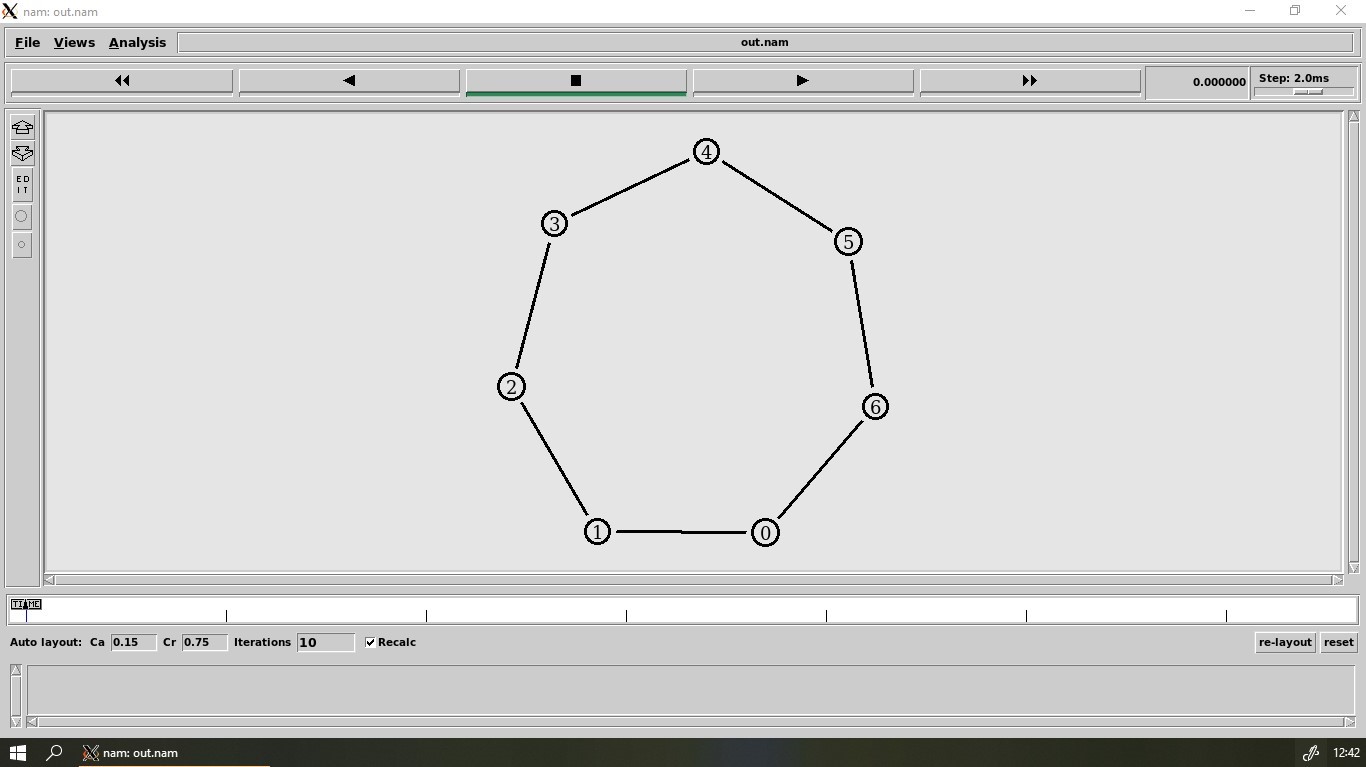 nam: out.nam
File Views Analysis out.nam
0.000000 Step: 2.0ms
ED
IT
4
3
5
2
6
1 0
TIME
Auto layout: Ca 0.15 Cr 0.75 Iterations 10 Recalc re-layout reset
nam: out.nam 12:42